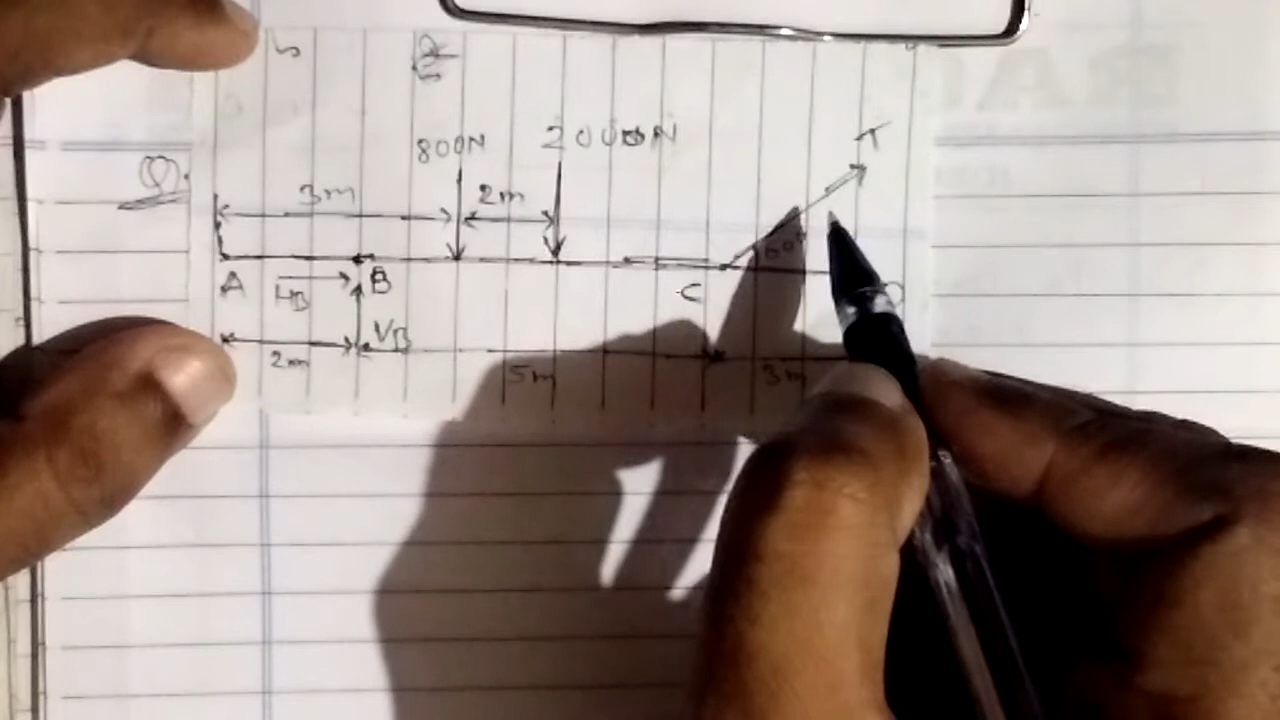 Q.
800N 2000N T
3m 2m
60°
A HB B C
VB
2m 5m 3m